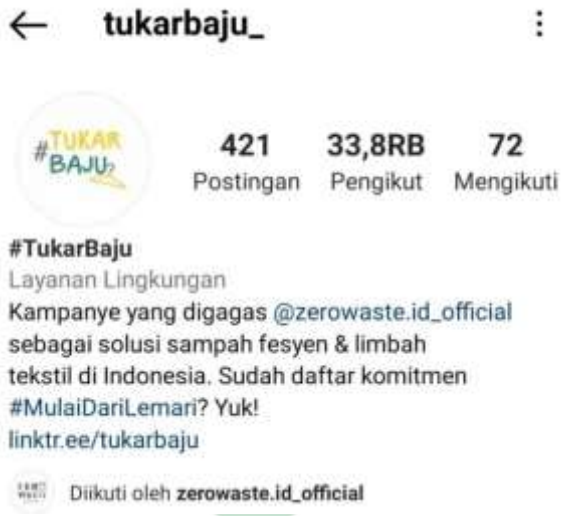 tukarbaju_
#TUKAR
BAJU
421 33,8RB 72
Postingan Pengikut Mengikuti
#TukarBaju
Layanan Lingkungan
Kampanye yang digagas @zerowaste.id_official
sebagai solusi sampah fesyen & limbah
tekstil di Indonesia. Sudah daftar komitmen
#MulaiDariLemari? Yuk!
linktr.ee/tukarbaju
Diikuti oleh zerowaste.id_official